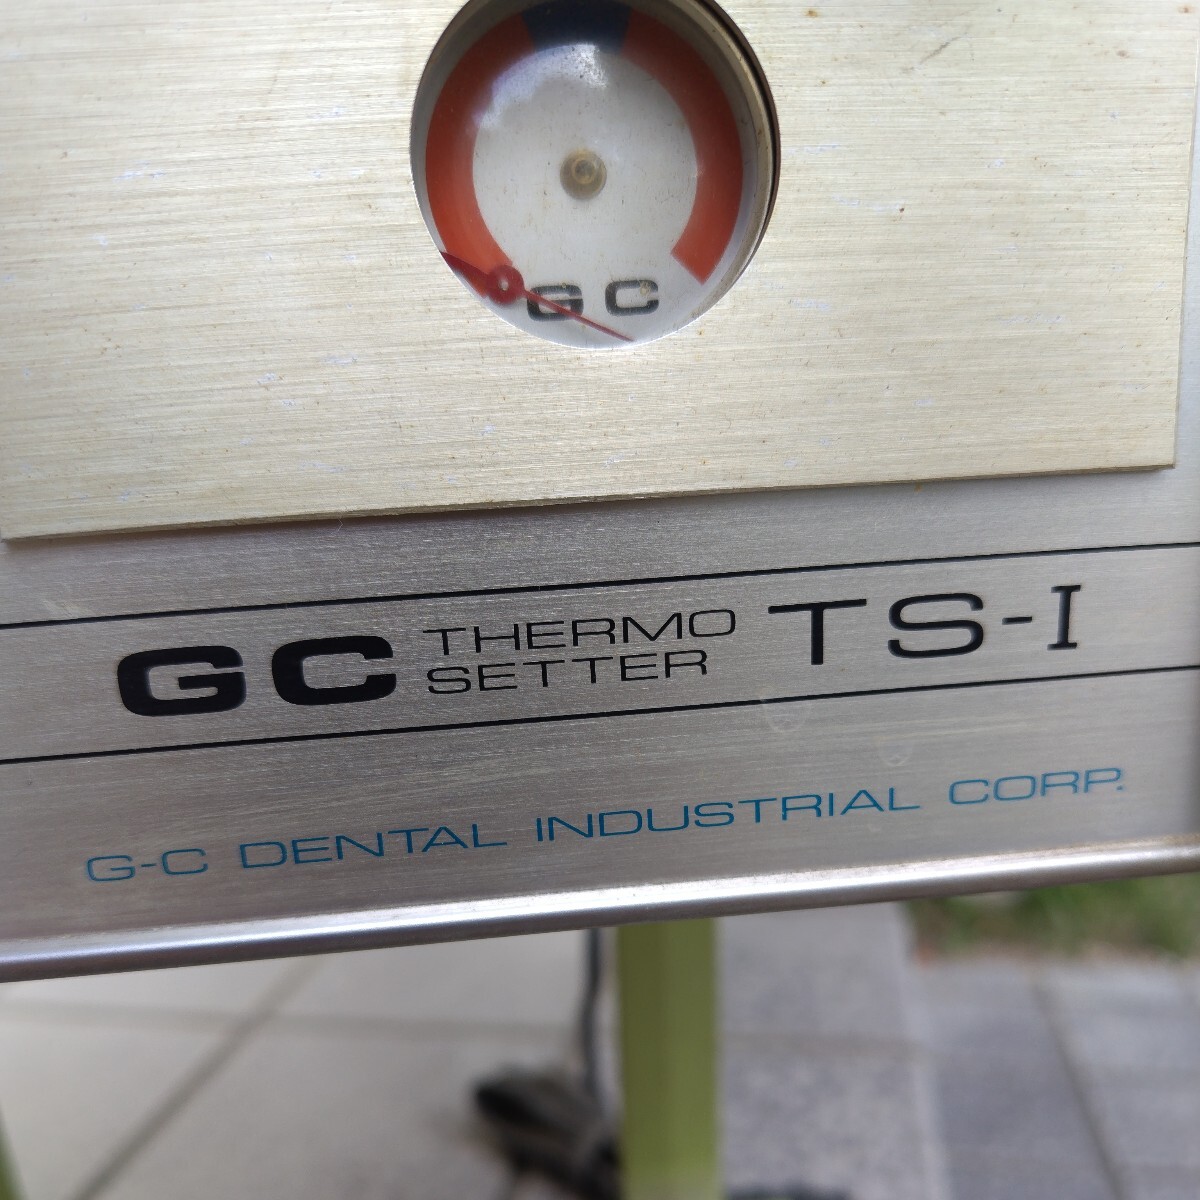 GC
GC THERMO SETTER TS-I
G-C DENTAL INDUSTRIAL CORP.